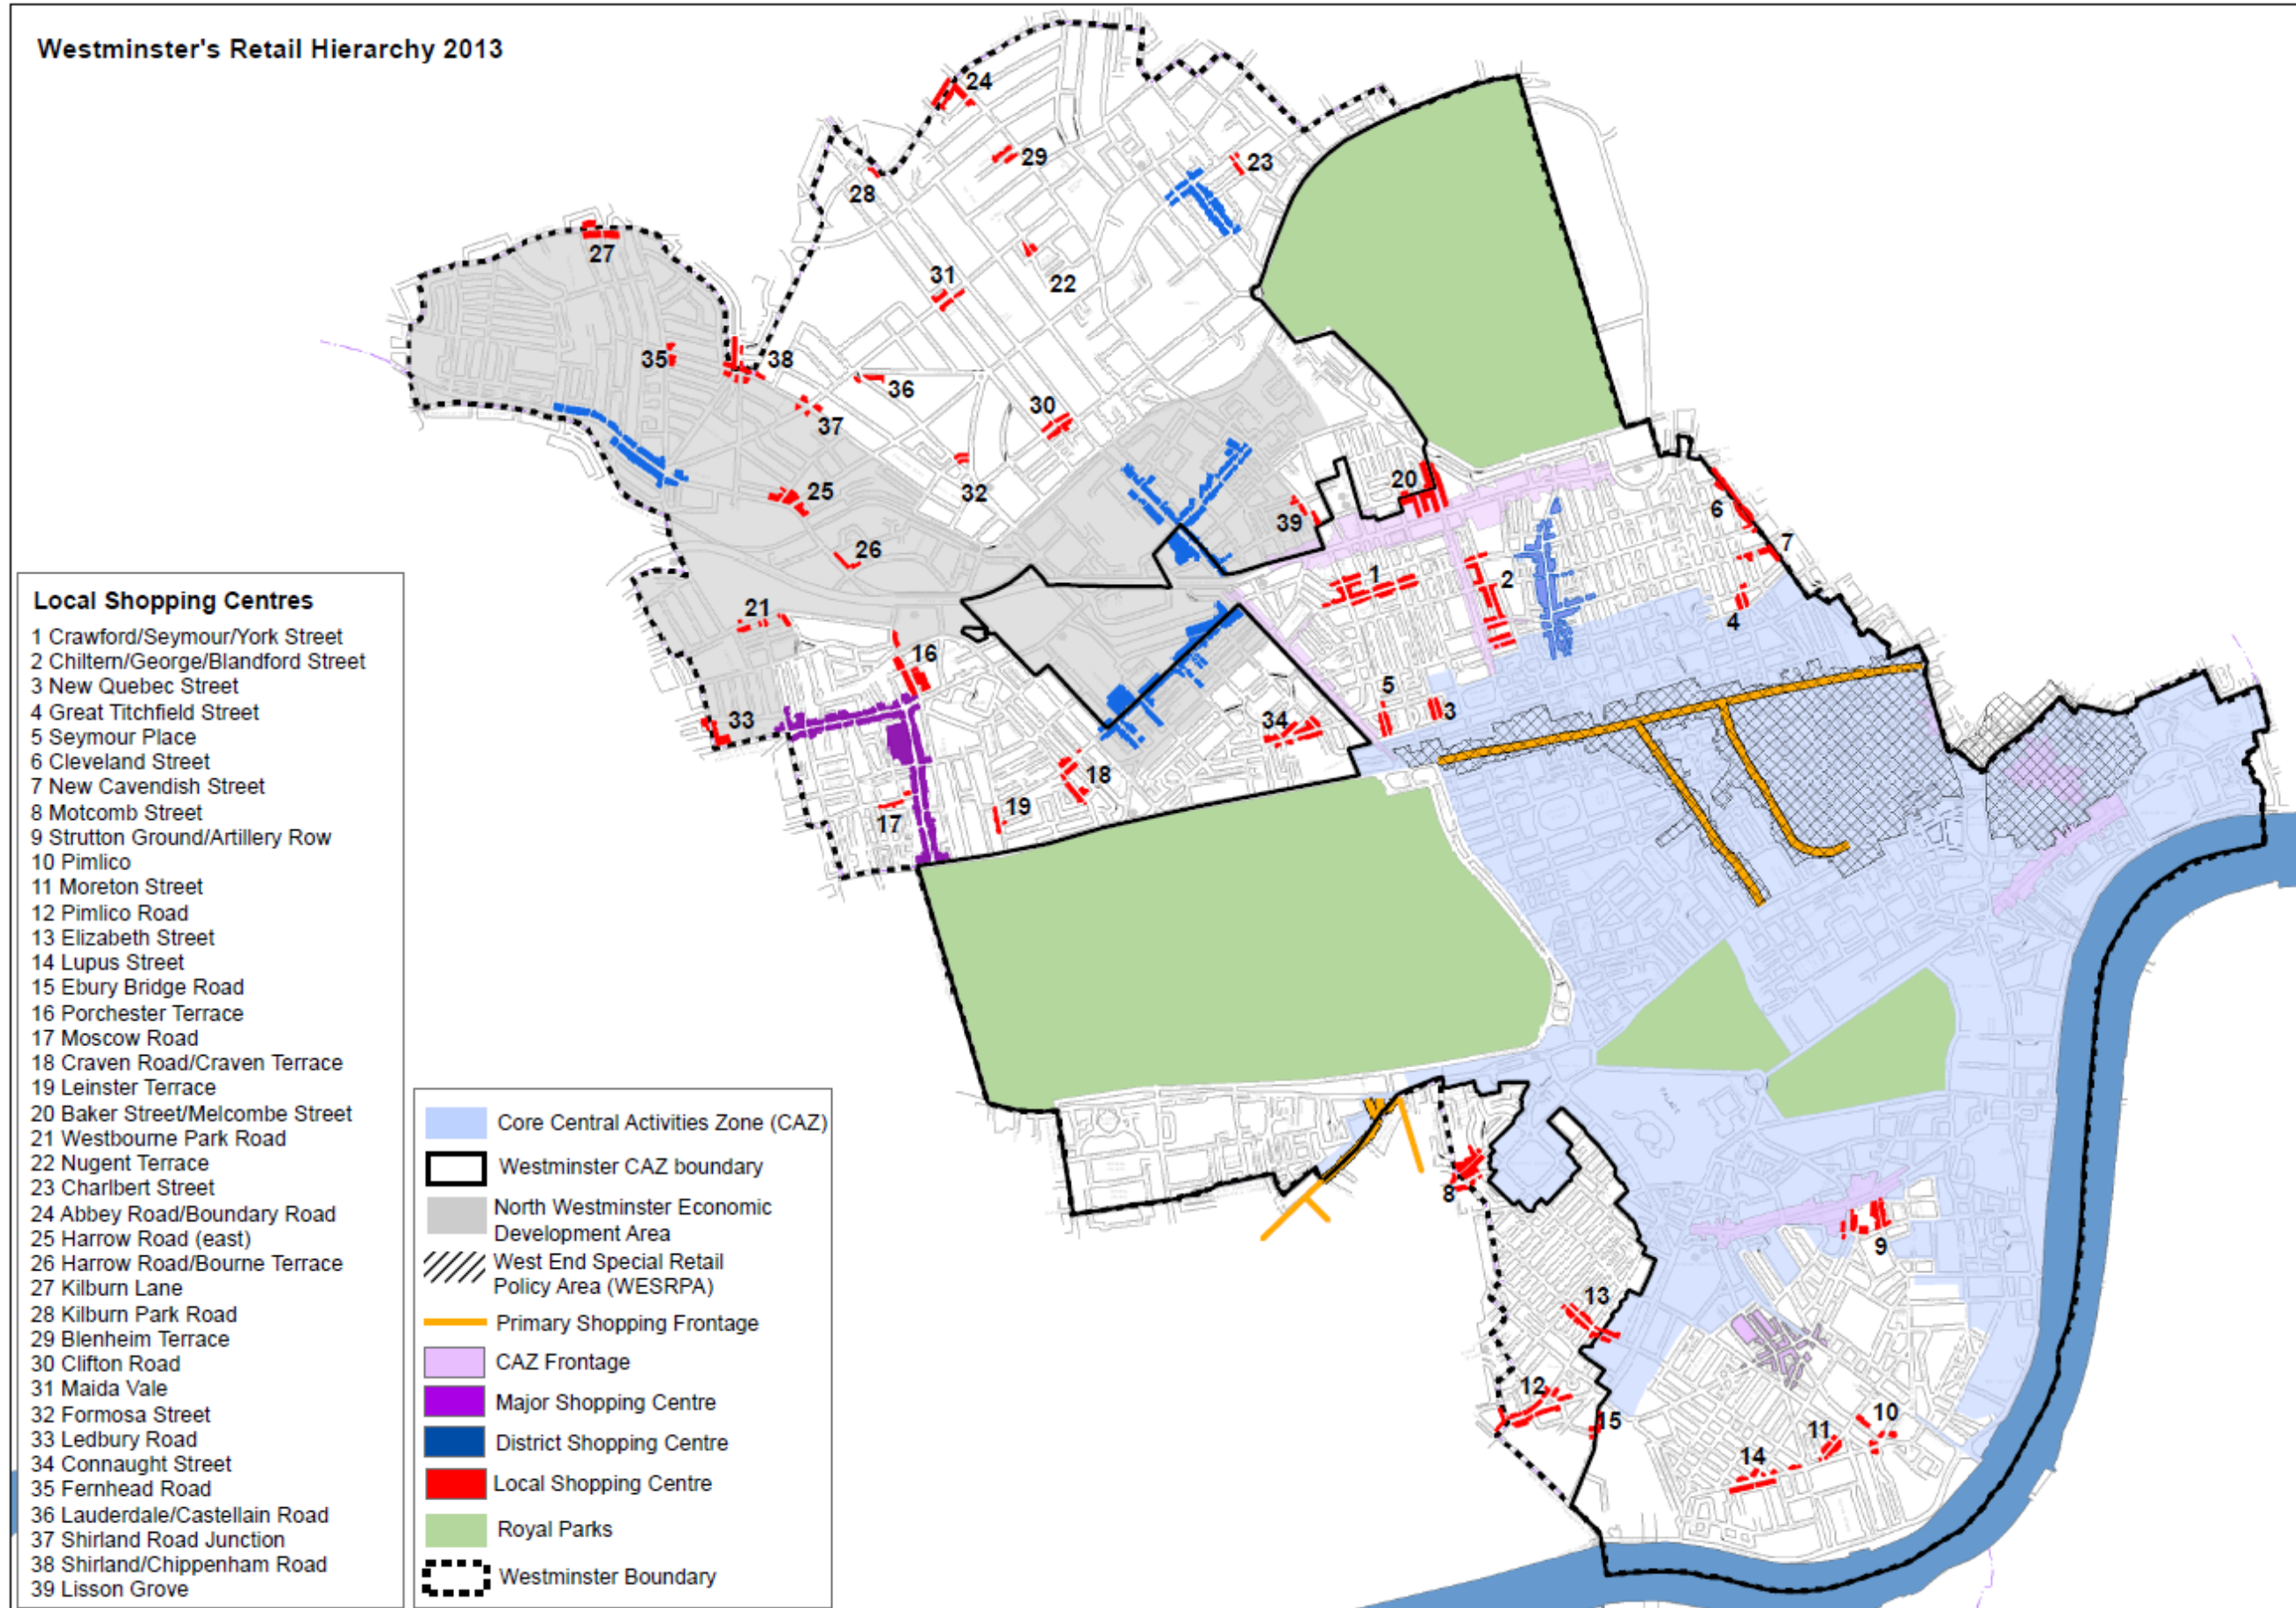 Westminster's Retail Hierarchy 2013
24
29
23
28
27
31
22
35
38
36
37
30
32
25
20
39
6
7
26
1
2
21
4
16
5
3
33
34
18
19
17
8
9
13
12
15
11
10
14
PALACE
Local Shopping Centres
1 Crawford/Seymour/York Street
2 Chiltern/George/Blandford Street
3 New Quebec Street
4 Great Titchfield Street
5 Seymour Place
6 Cleveland Street
7 New Cavendish Street
8 Motcomb Street
9 Strutton Ground/Artillery Row
10 Pimlico
11 Moreton Street
12 Pimlico Road
13 Elizabeth Street
14 Lupus Street
15 Ebury Bridge Road
16 Porchester Terrace
17 Moscow Road
18 Craven Road/Craven Terrace
19 Leinster Terrace
20 Baker Street/Melcombe Street
21 Westbourne Park Road
22 Nugent Terrace
23 Charlbert Street
24 Abbey Road/Boundary Road
25 Harrow Road (east)
26 Harrow Road/Bourne Terrace
27 Kilburn Lane
28 Kilburn Park Road
29 Blenheim Terrace
30 Clifton Road
31 Maida Vale
32 Formosa Street
33 Ledbury Road
34 Connaught Street
35 Fernhead Road
36 Lauderdale/Castellain Road
37 Shirland Road Junction
38 Shirland/Chippenham Road
39 Lisson Grove
Core Central Activities Zone (CAZ)
Westminster CAZ boundary
North Westminster Economic
Development Area
West End Special Retail
Policy Area (WESRPA)
Primary Shopping Frontage
CAZ Frontage
Major Shopping Centre
District Shopping Centre
Local Shopping Centre
Royal Parks
Westminster Boundary